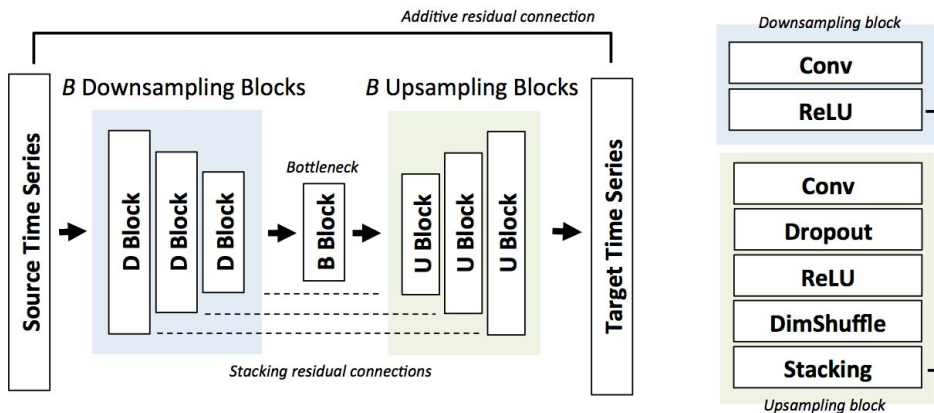 Additive residual connection
Source Time Series
B Downsampling Blocks
D Block
D Block
D Block
Bottleneck
B Block
B Upsampling Blocks
U Block
U Block
U Block
Target Time Series
Stacking residual connections
Downsampling block
Conv
ReLU
Conv
Dropout
ReLU
DimShuffle
Stacking
Upsampling block